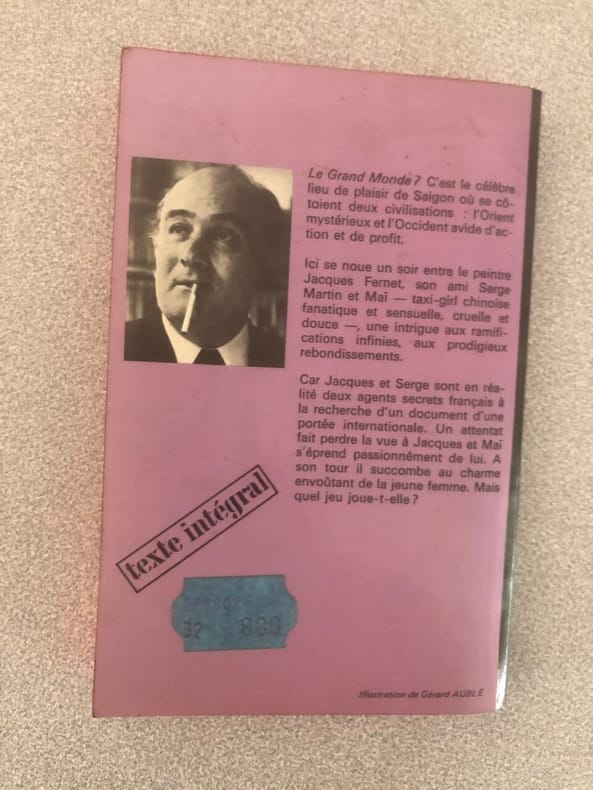 Le Grand Monde ? C'est le célèbre
lieu de plaisir de Saigon où se cô-
toient deux civilisations : l'Orient
mystérieux et l'Occident avide d'ac-
tion et de profit.
Ici se noue un soir entre le peintre
Jacques Fernet, son ami Serge
Martin et Maï — taxi-girl chinoise
fanatique et sensuelle, cruelle et
douce —, une intrigue aux ramifi-
cations infinies, aux prodigieux
rebondissements.
Car Jacques et Serge sont en réa-
lité deux agents secrets français à
la recherche d'un document d'une
portée internationale. Un attentat
fait perdre la vue à Jacques et Maï
s'éprend passionnément de lui. A
son tour il succombe au charme
envoûtant de la jeune femme. Mais
quel jeu joue-t-elle ?
texte intégral
32 880
Illustration de Gérard AUBLÉ